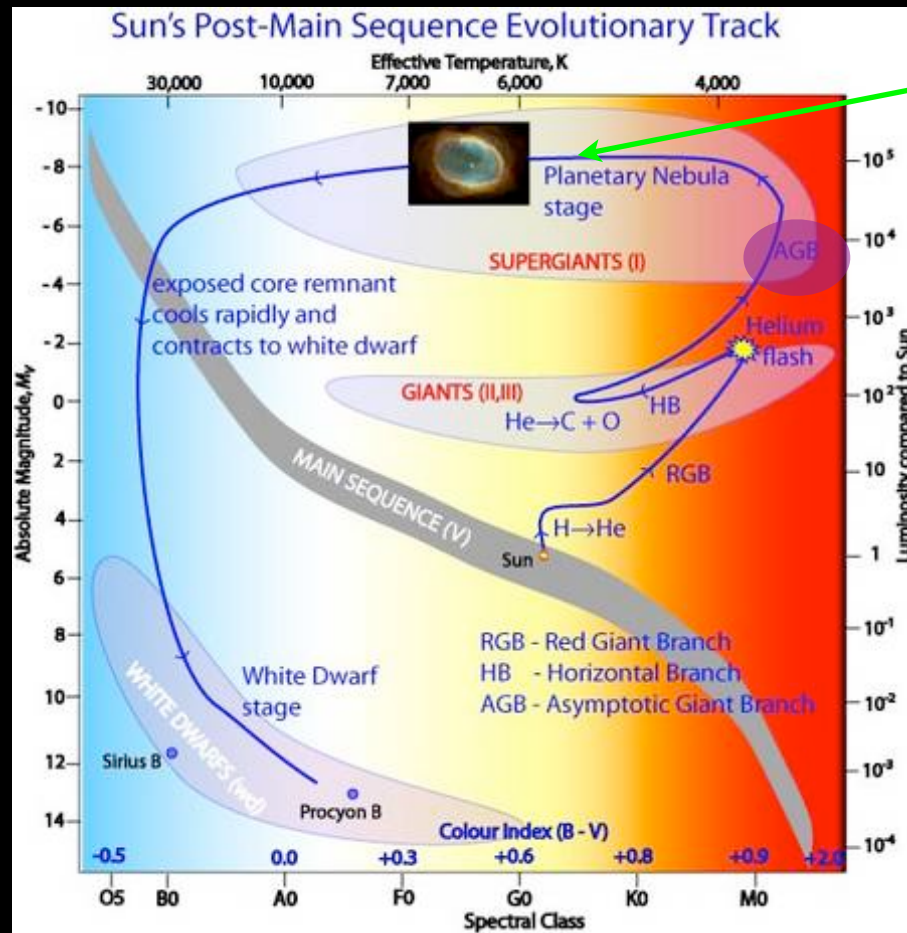 Sun's Post-Main Sequence Evolutionary Track
Effective Temperature, K
30,000 10,000 7,000 6,000 4,000
Absolute Magnitude, Mᵥ
-10
-8
-6
-4
-2
0
2
4
6
8
10
12
14
Luminosity compared to Sun
10⁵
10⁴
10³
10²
10
1
10⁻¹
10⁻²
10⁻³
10⁻⁴
Planetary Nebula
stage
SUPERGIANTS (I)
AGB
exposed core remnant
cools rapidly and
contracts to white dwarf
Helium
flash
GIANTS (II,III)
HB
He→C + O
RGB
MAIN SEQUENCE (V)
H→He
Sun
RGB - Red Giant Branch
HB - Horizontal Branch
AGB - Asymptotic Giant Branch
White Dwarf
stage
WHITE DWARFS (wd)
Sirius B
Procyon B
Colour Index (B - V)
-0.5 0.0 +0.3 +0.6 +0.8 +0.9 +2.0
O5 B0 A0 F0 G0 K0 M0
Spectral Class